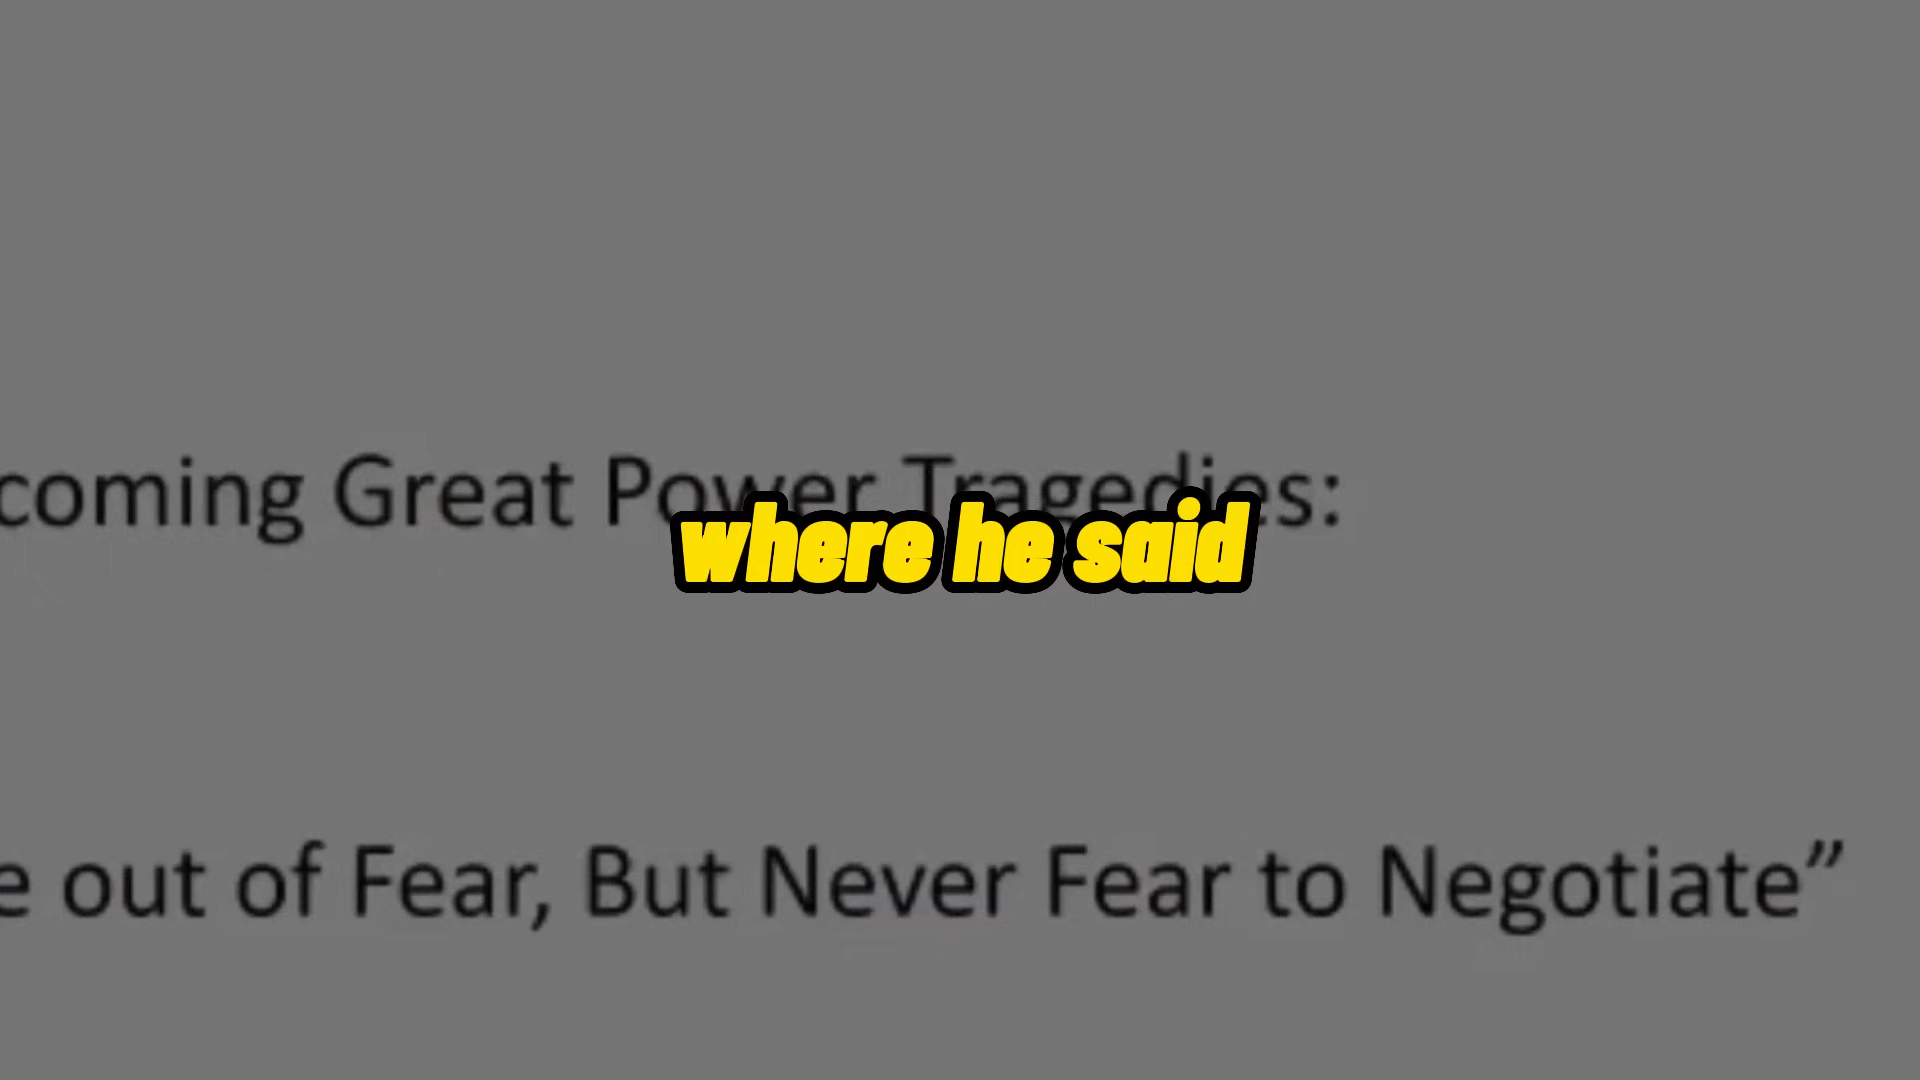 coming Great Power Tragedies:
where he said
e out of Fear, But Never Fear to Negotiate”